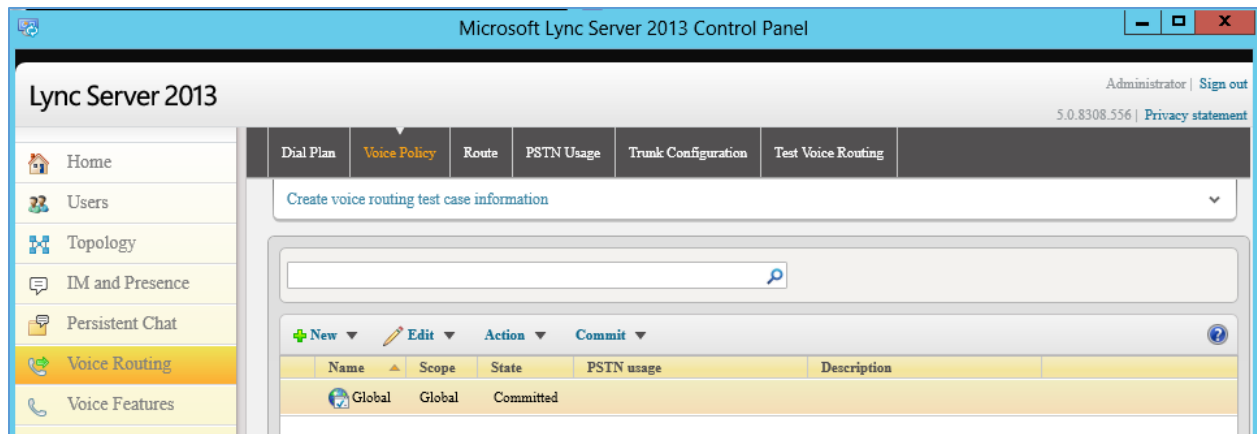 Microsoft Lync Server 2013 Control Panel
Lync Server 2013
Administrator | Sign out
5.0.8308.556 | Privacy statement
Home
Users
Topology
IM and Presence
Persistent Chat
Voice Routing
Voice Features
Dial Plan Voice Policy Route PSTN Usage Trunk Configuration Test Voice Routing
Create voice routing test case information
New Edit Action Commit
Name Scope State PSTN usage Description
Global Global Committed